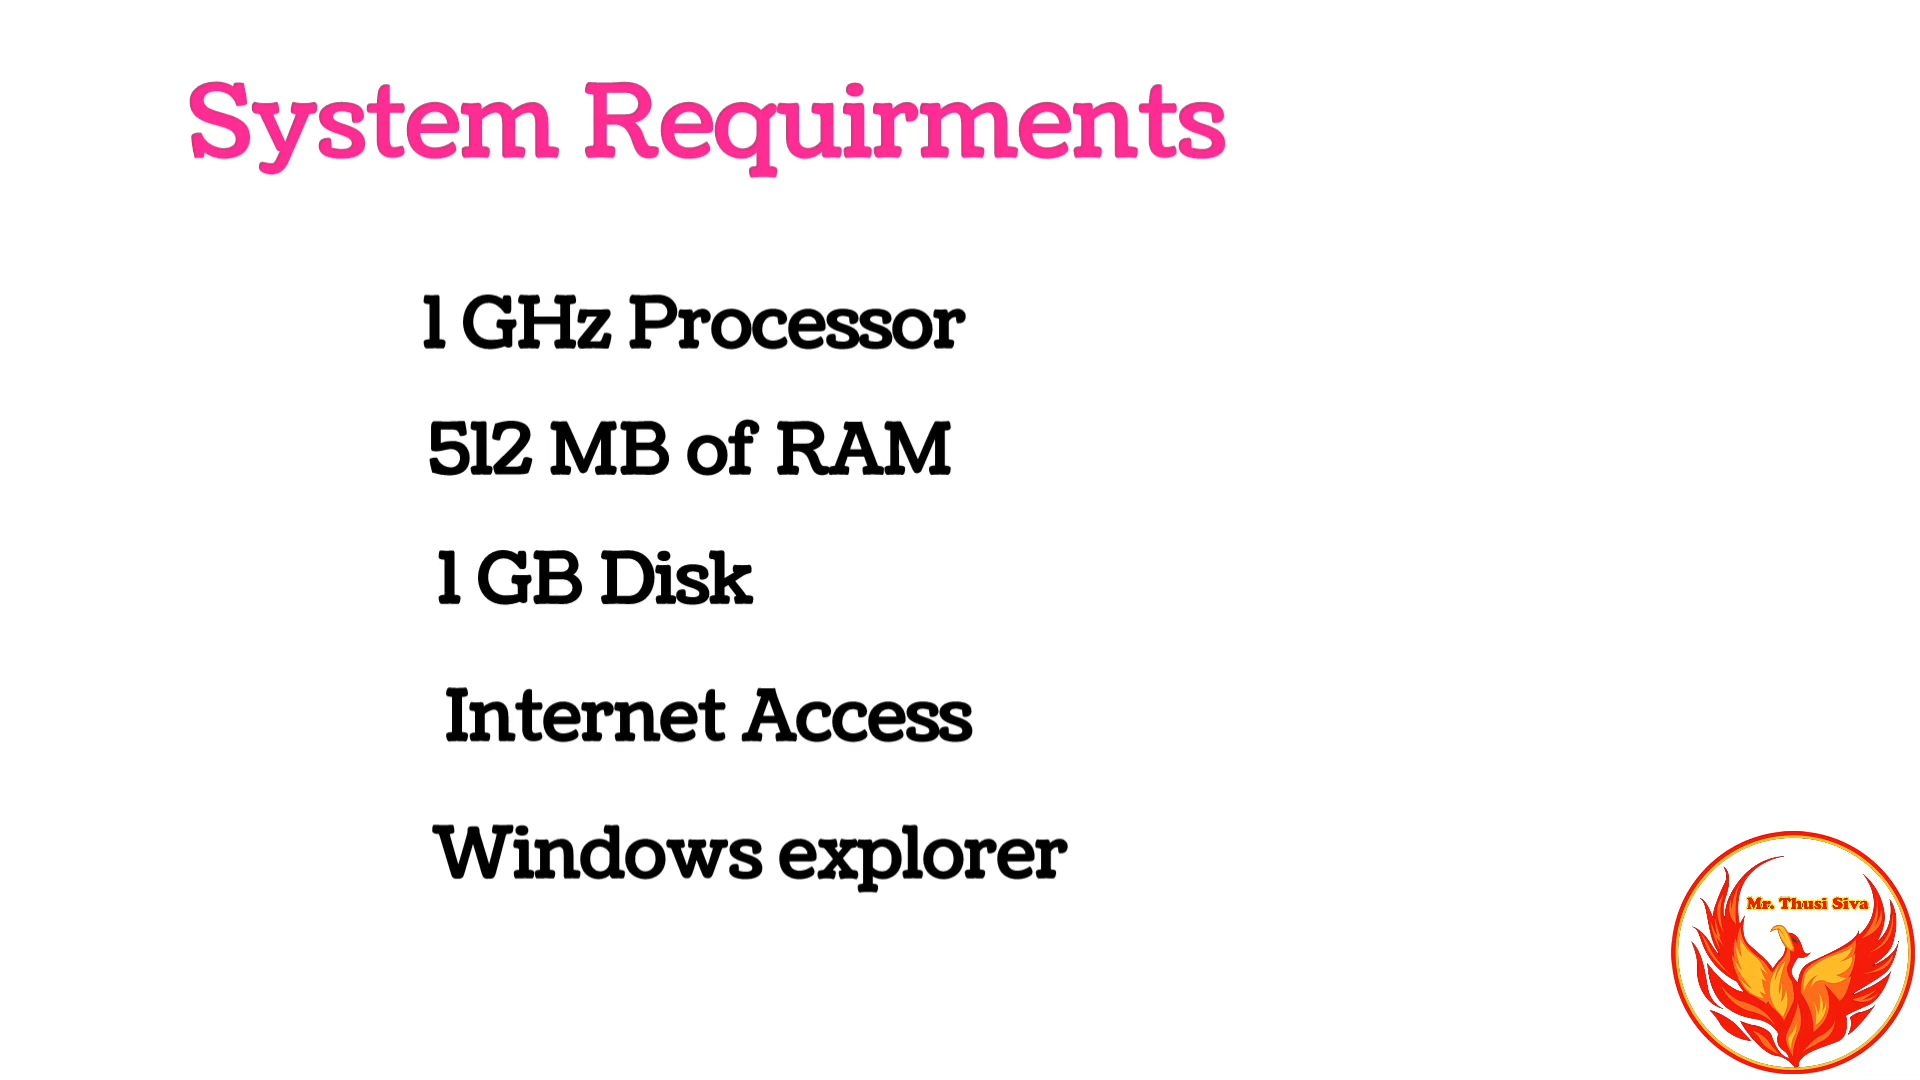 System Requirments
1 GHz Processor
512 MB of RAM
1 GB Disk
Internet Access
Windows explorer
Mr. Thusi Siva